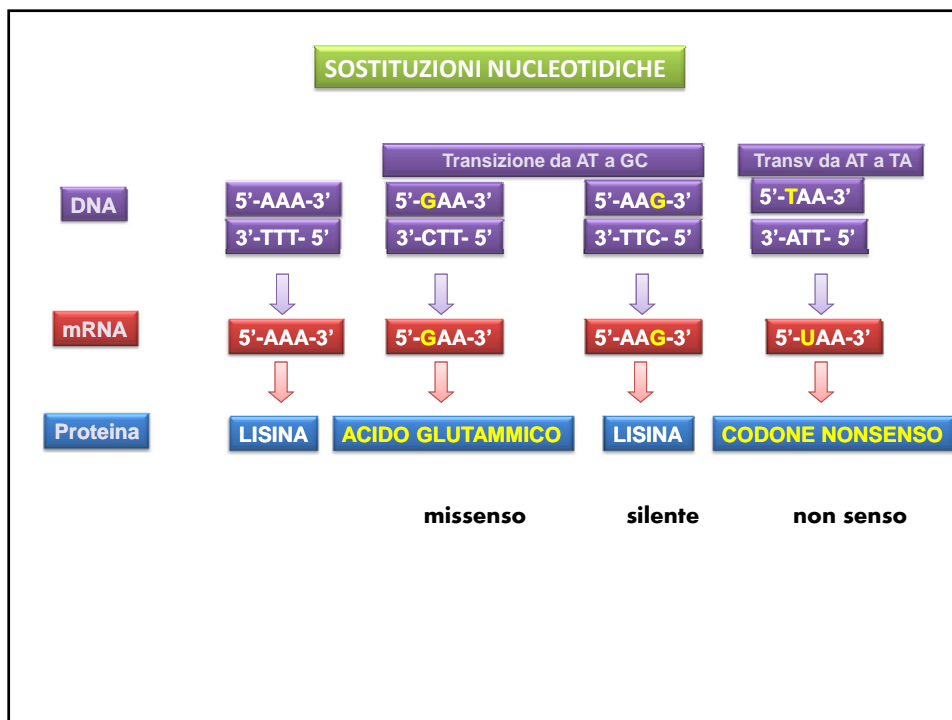 SOSTITUZIONI NUCLEOTIDICHE
Transizione da AT a GC
Transv da AT a TA
DNA
5’-AAA-3’
5’-GAA-3’
5’-AAG-3’
5’-TAA-3’
3’-TTT- 5’
3’-CTT- 5’
3’-TTC- 5’
3’-ATT- 5’
mRNA
5’-AAA-3’
5’-GAA-3’
5’-AAG-3’
5’-UAA-3’
Proteina
LISINA
ACIDO GLUTAMMICO
LISINA
CODONE NONSENSO
missenso
silente
non senso